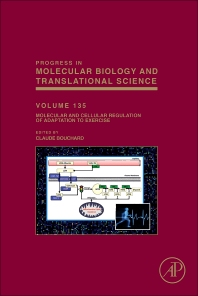 PROGRESS IN
MOLECULAR BIOLOGY AND
TRANSLATIONAL SCIENCE
VOLUME 135
MOLECULAR AND CELLULAR REGULATION
OF ADAPTATION TO EXERCISE
EDITED BY
CLAUDE BOUCHARD
AP